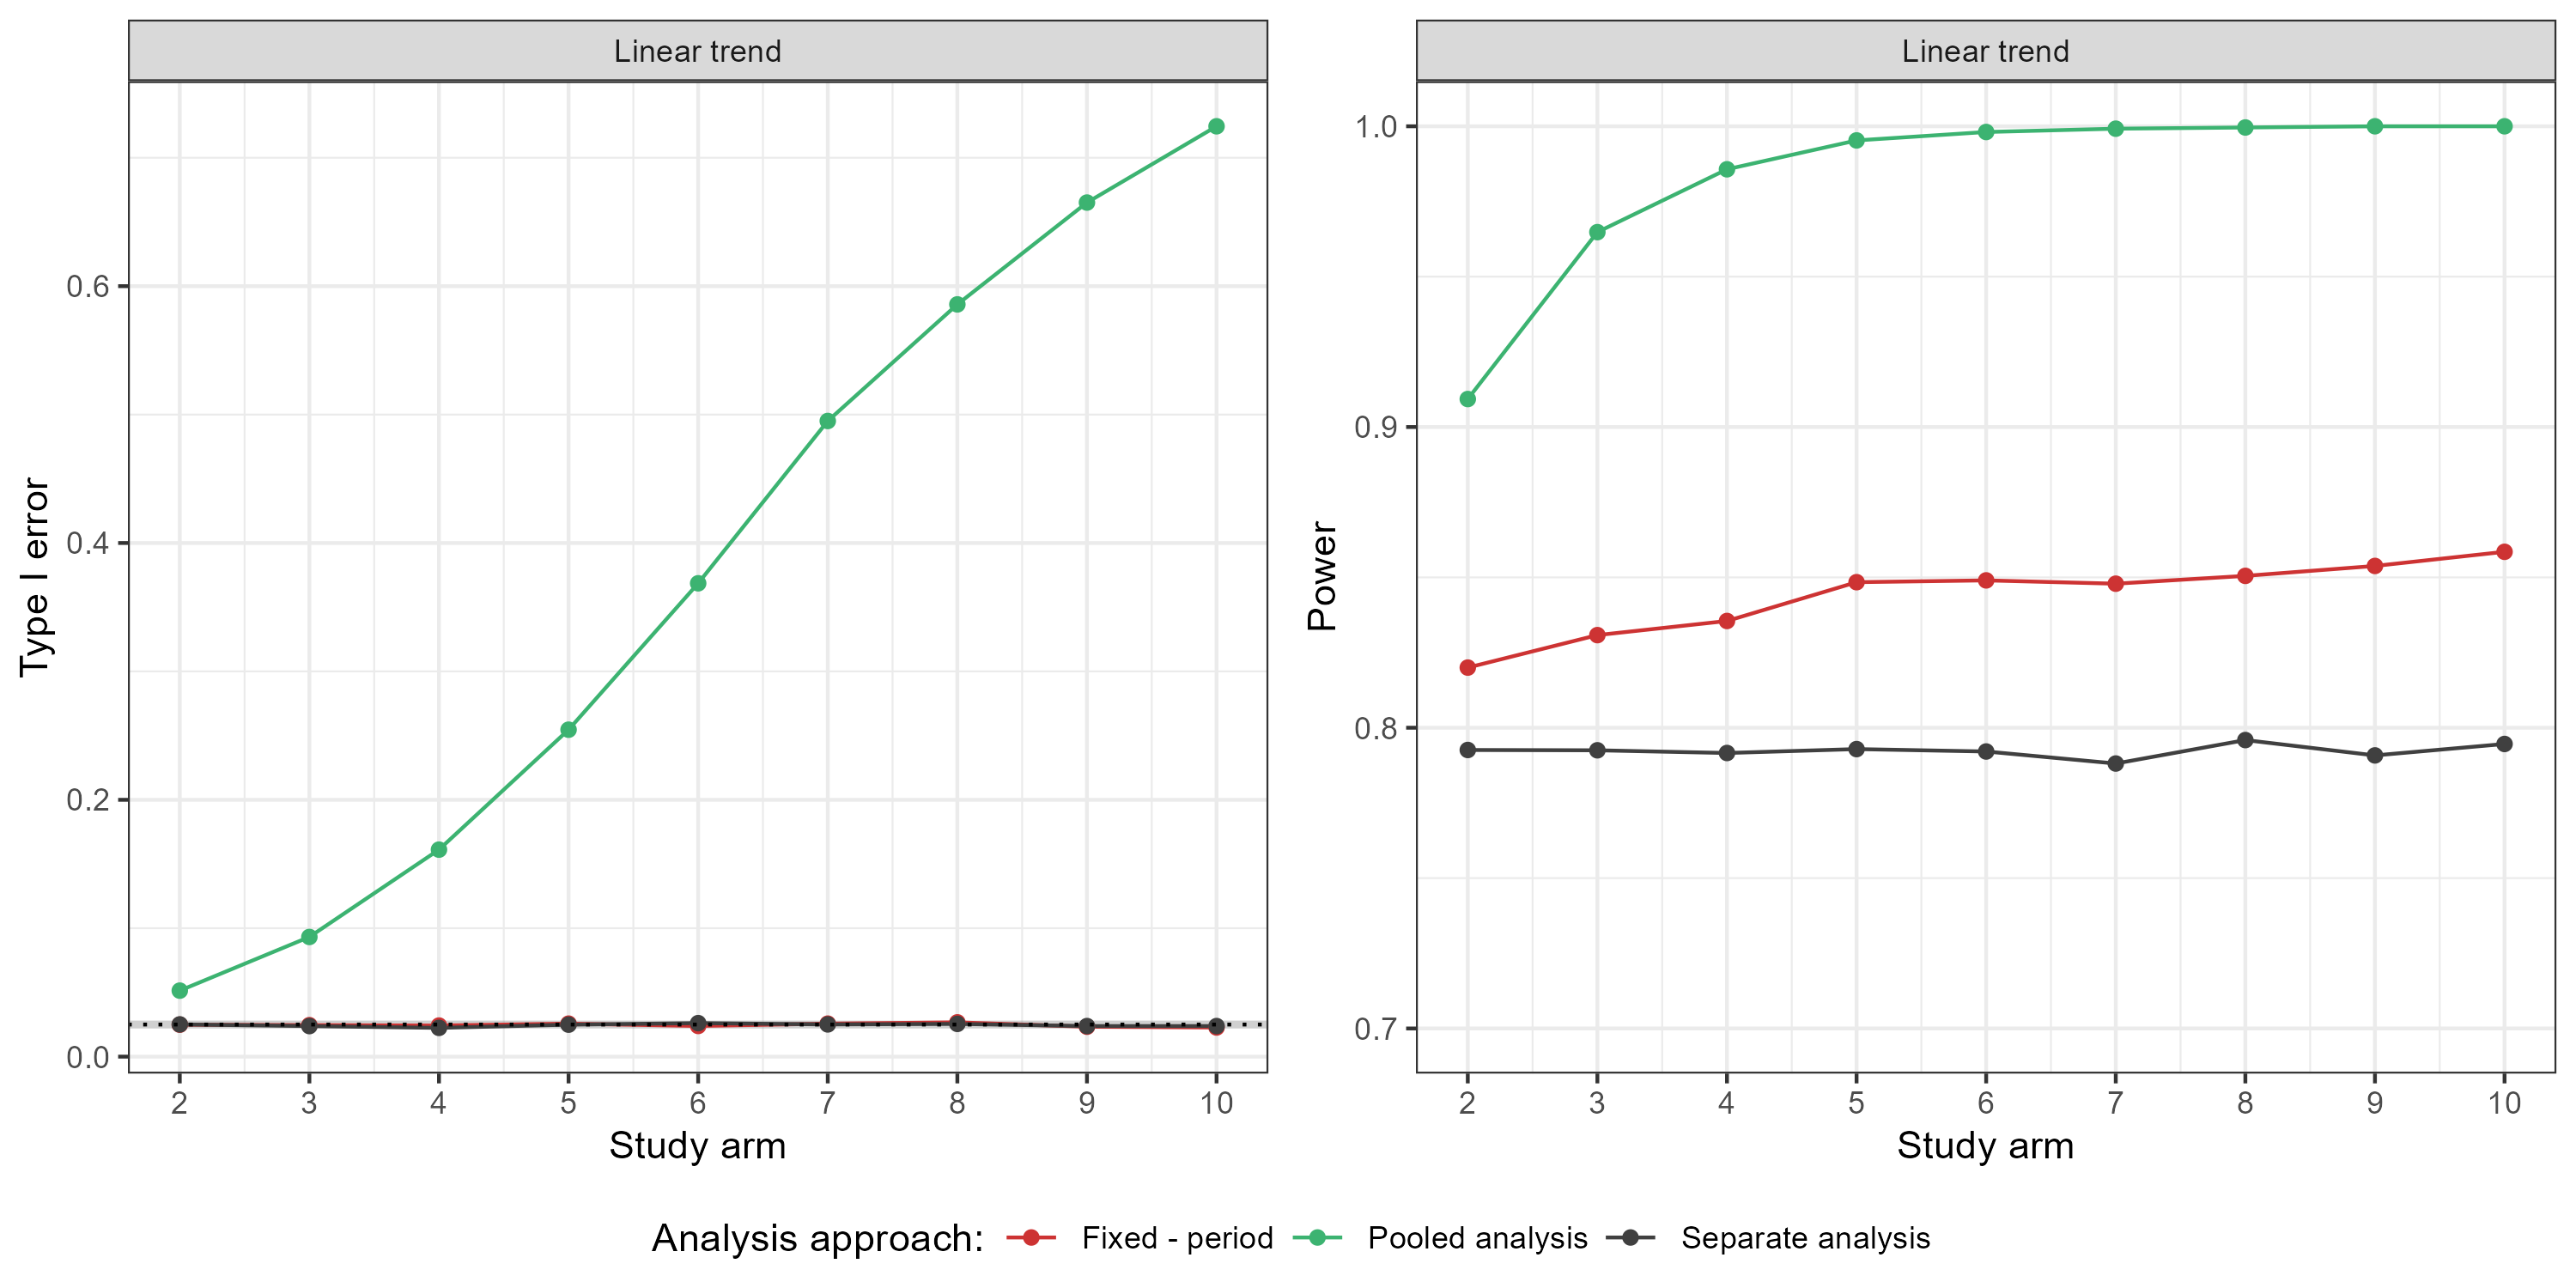 Linear trend
Type I error
0.6
0.4
0.2
0.0
2 3 4 5 6 7 8 9 10
Study arm
Linear trend
Power
1.0
0.9
0.8
0.7
2 3 4 5 6 7 8 9 10
Study arm
Analysis approach: Fixed - period Pooled analysis Separate analysis